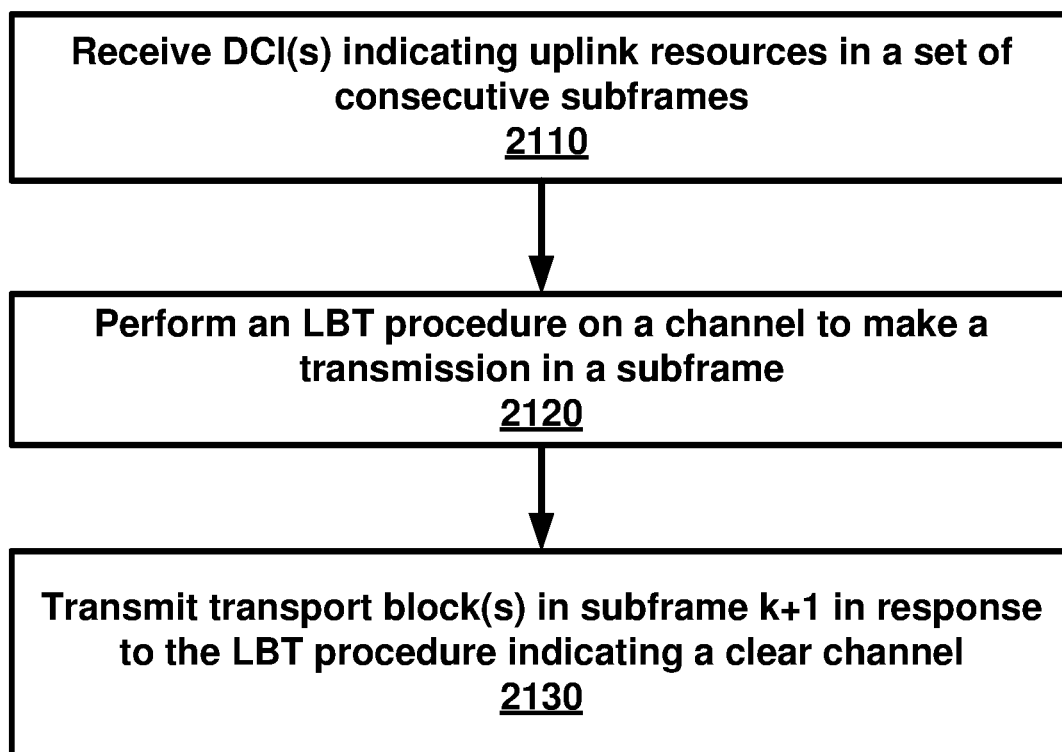 Receive DCI(s) indicating uplink resources in a set of
consecutive subframes
2110
Perform an LBT procedure on a channel to make a
transmission in a subframe
2120
Transmit transport block(s) in subframe k+1 in response
to the LBT procedure indicating a clear channel
2130